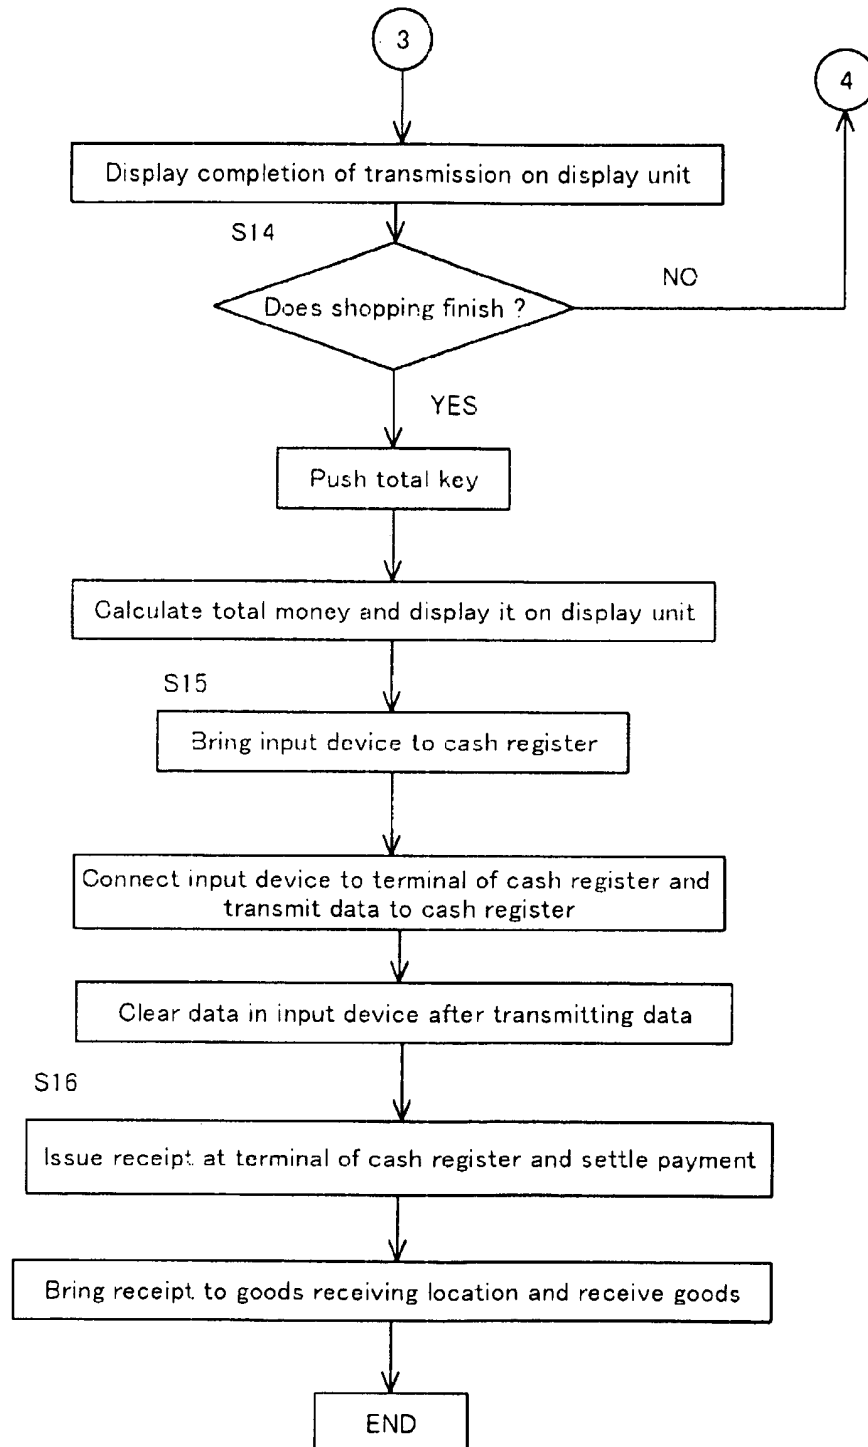 3
4
Display completion of transmission on display unit
S14
Does shopping finish ?
NO
YES
Push total key
Calculate total money and display it on display unit
S15
Bring input device to cash register
Connect input device to terminal of cash register and
transmit data to cash register
Clear data in input device after transmitting data
S16
Issue receipt at terminal of cash register and settle payment
Bring receipt to goods receiving location and receive goods
END